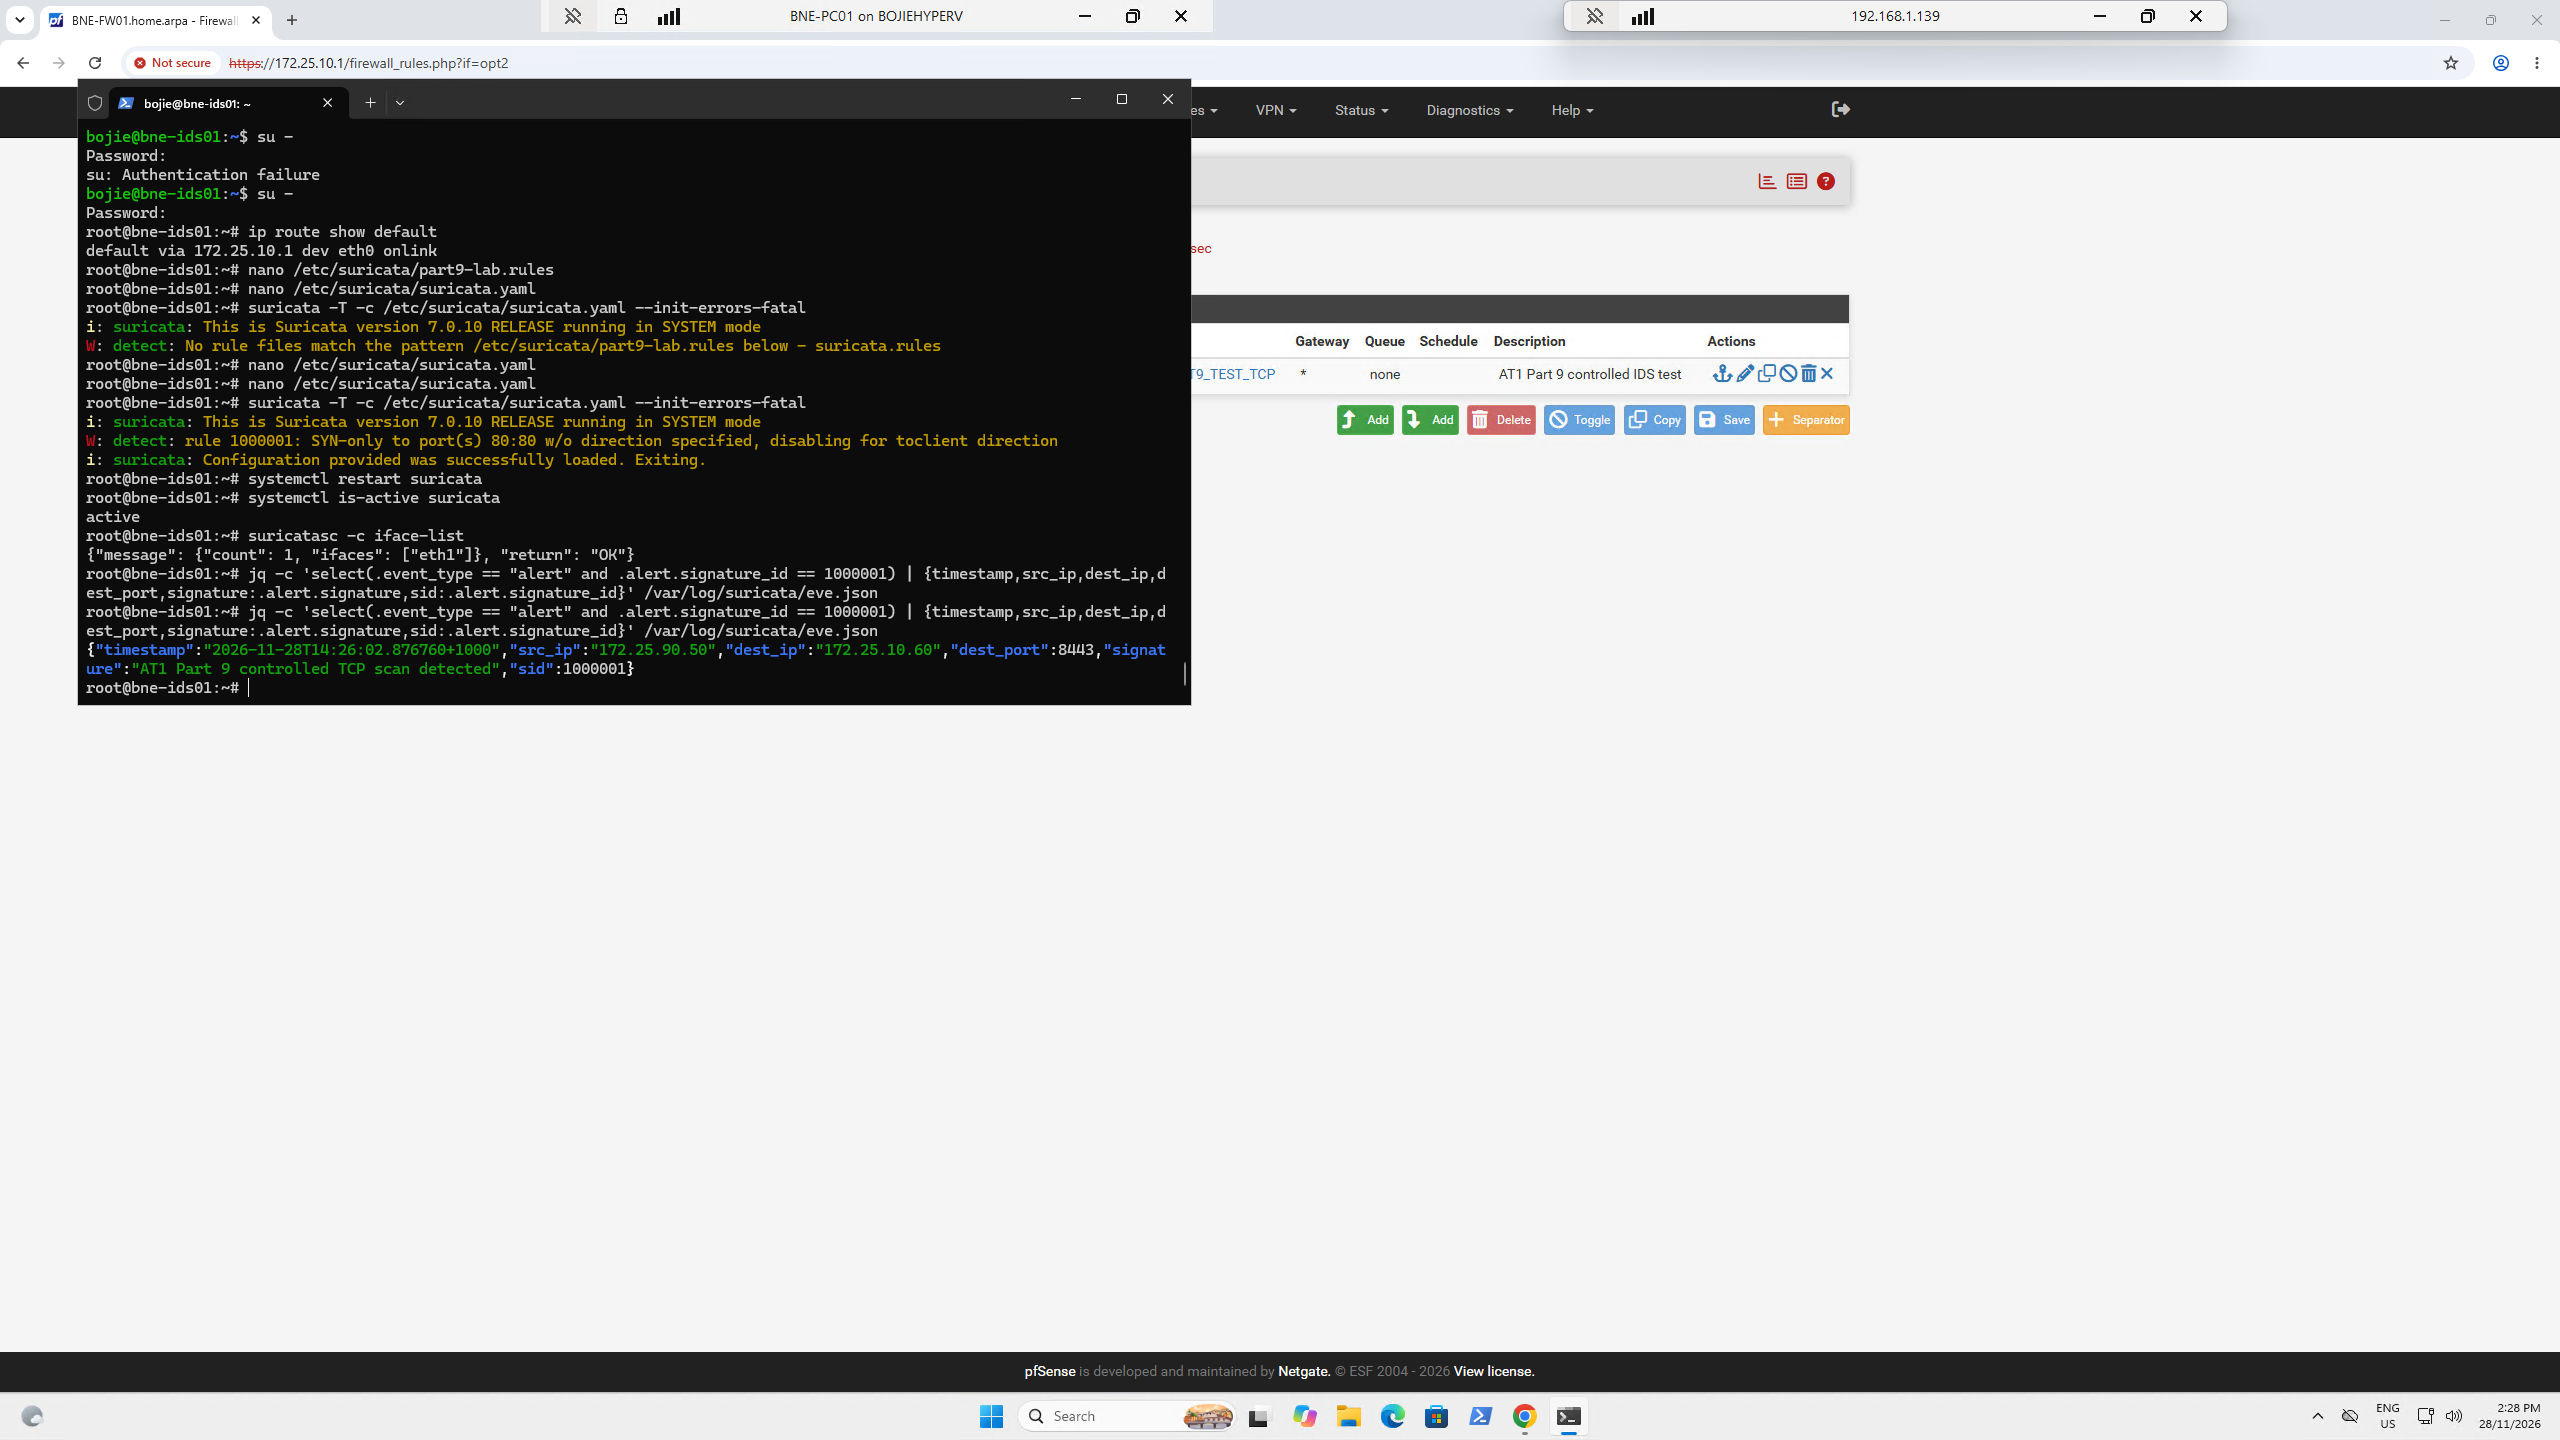 BNE-FW01.home.arpa - Firewall
BNE-PC01 on BOJIEHYPERV
192.168.1.139
Not secure
https://172.25.10.1/firewall_rules.php?if=opt2
bojie@bne-ids01: ~
es
VPN
Status
Diagnostics
Help
bojie@bne-ids01:~$ su -
Password:
su: Authentication failure
bojie@bne-ids01:~$ su -
Password:
root@bne-ids01:~# ip route show default
default via 172.25.10.1 dev eth0 onlink
root@bne-ids01:~# nano /etc/suricata/part9-lab.rules
root@bne-ids01:~# nano /etc/suricata/suricata.yaml
root@bne-ids01:~# suricata -T -c /etc/suricata/suricata.yaml --init-errors-fatal
i: suricata: This is Suricata version 7.0.10 RELEASE running in SYSTEM mode
W: detect: No rule files match the pattern /etc/suricata/part9-lab.rules below - suricata.rules
root@bne-ids01:~# nano /etc/suricata/suricata.yaml
root@bne-ids01:~# nano /etc/suricata/suricata.yaml
root@bne-ids01:~# suricata -T -c /etc/suricata/suricata.yaml --init-errors-fatal
i: suricata: This is Suricata version 7.0.10 RELEASE running in SYSTEM mode
W: detect: rule 1000001: SYN-only to port(s) 80:80 w/o direction specified, disabling for toclient direction
i: suricata: Configuration provided was successfully loaded. Exiting.
root@bne-ids01:~# systemctl restart suricata
root@bne-ids01:~# systemctl is-active suricata
active
root@bne-ids01:~# suricatasc -c iface-list
{"message": {"count": 1, "ifaces": ["eth1"]}, "return": "OK"}
root@bne-ids01:~# jq -c 'select(.event_type == "alert" and .alert.signature_id == 1000001) | {timestamp,src_ip,dest_ip,d
est_port,signature:.alert.signature,sid:.alert.signature_id}' /var/log/suricata/eve.json
root@bne-ids01:~# jq -c 'select(.event_type == "alert" and .alert.signature_id == 1000001) | {timestamp,src_ip,dest_ip,d
est_port,signature:.alert.signature,sid:.alert.signature_id}' /var/log/suricata/eve.json
{"timestamp":"2026-11-28T14:26:02.876760+1000","src_ip":"172.25.90.50","dest_ip":"172.25.10.60","dest_port":8443,"signat
ure":"AT1 Part 9 controlled TCP scan detected","sid":1000001}
root@bne-ids01:~#
sec
Gateway Queue Schedule Description Actions
T9_TEST_TCP * none AT1 Part 9 controlled IDS test
Add Add Delete Toggle Copy Save Separator
pfSense is developed and maintained by Netgate. © ESF 2004 - 2026 View license.
Search
ENG
US
2:28 PM
28/11/2026